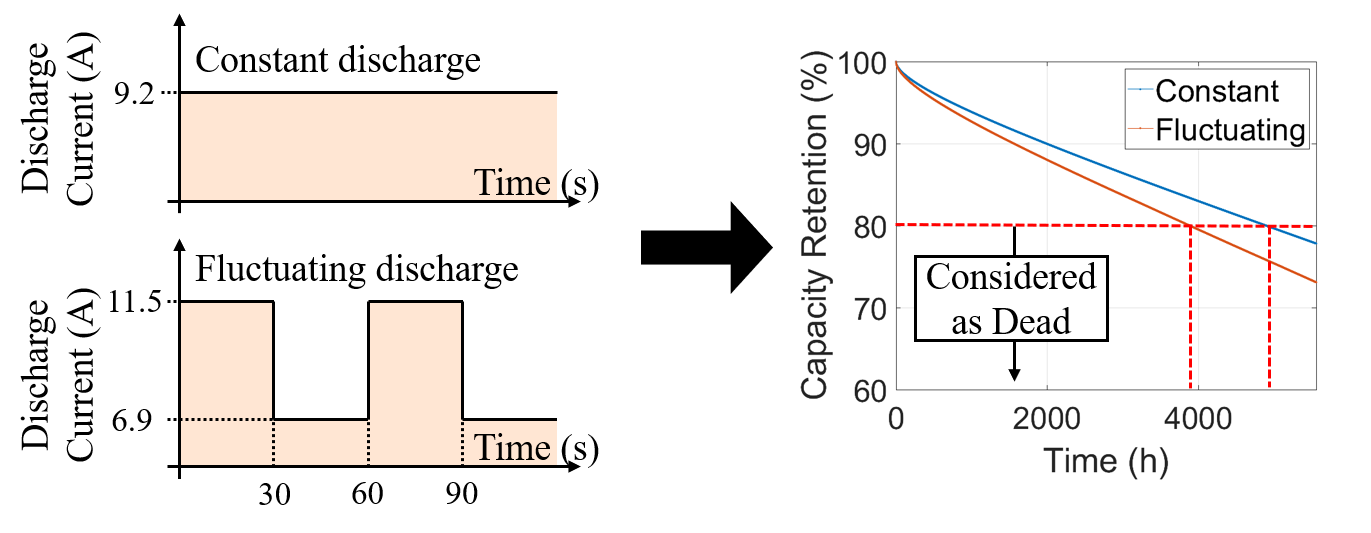 Discharge
Current (A)
Constant discharge
9.2
Time (s)
Discharge
Current (A)
Fluctuating discharge
11.5
6.9
Time (s)
30 60 90
Capacity Retention (%)
100
90
80
70
60
Constant
Fluctuating
Considered
as Dead
0 2000 4000
Time (h)